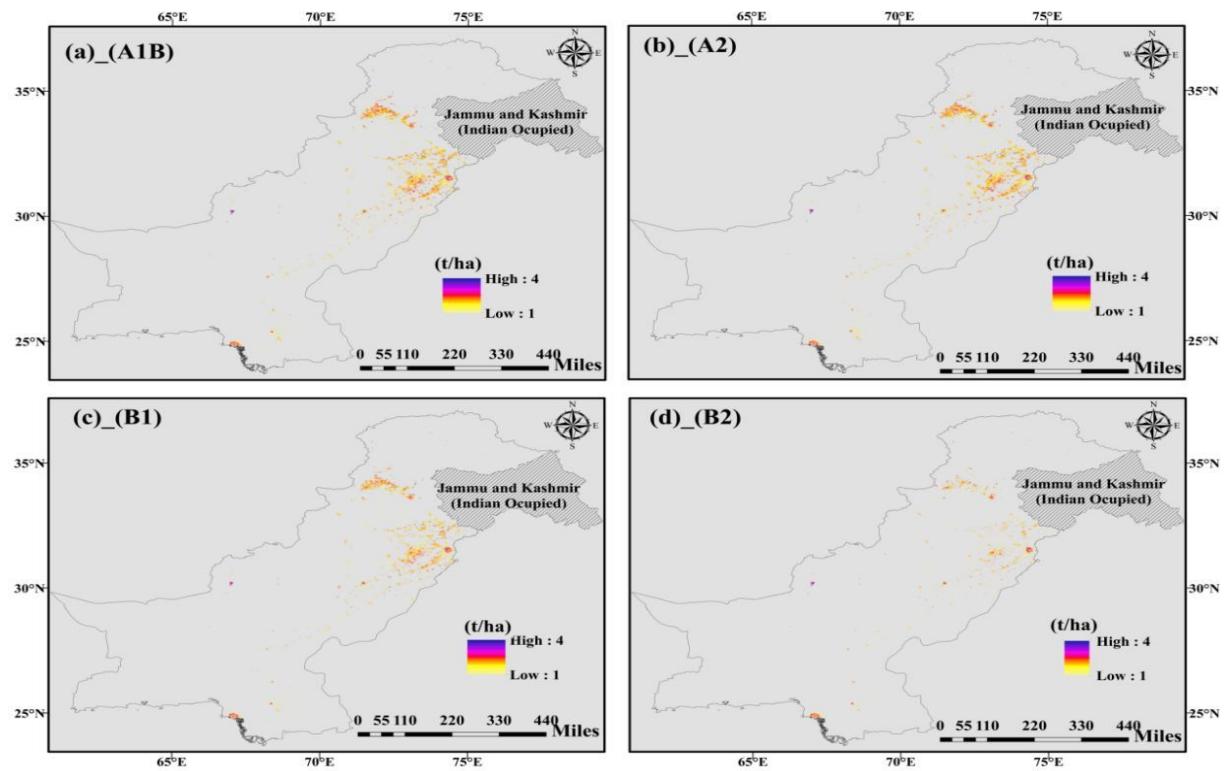 65°E 70°E 75°E 65°E 70°E 75°E
(a)_(A1B)
N
W E
S
35°N
Jammu and Kashmir
(Indian Ocupied)
30°N
(t/ha)
High : 4
Low : 1
25°N
0 55 110 220 330 440 Miles
(b)_(A2)
N
W E
S
35°N
Jammu and Kashmir
(Indian Ocupied)
30°N
(t/ha)
High : 4
Low : 1
25°N
0 55 110 220 330 440
Miles
(c)_(B1)
N
W E
S
35°N
Jammu and Kashmir
(Indian Ocupied)
30°N
(t/ha)
High : 4
Low : 1
25°N
0 55 110 220 330 440
Miles
(d)_(B2)
N
W E
S
35°N
Jammu and Kashmir
(Indian Ocupied)
30°N
(t/ha)
High : 4
Low : 1
25°N
0 55 110 220 330 440
Miles
65°E 70°E 75°E 65°E 70°E 75°E